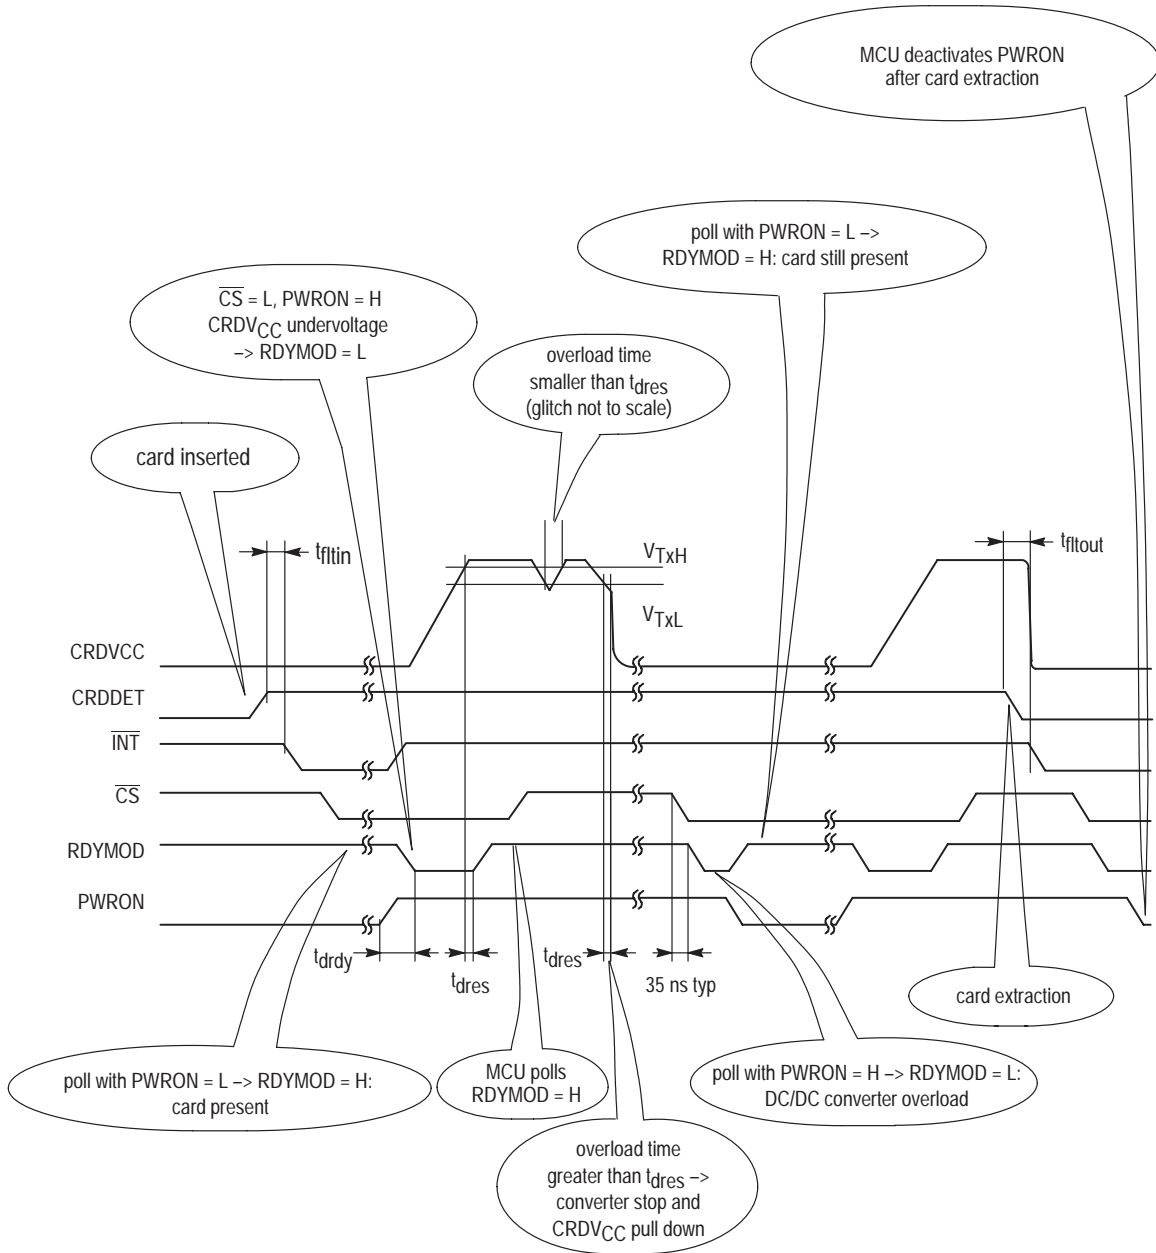 MCU deactivates PWRON
after card extraction
poll with PWRON = L –>
RDYMOD = H: card still present
CS = L, PWRON = H
CRDVCC undervoltage
–> RDYMOD = L
overload time
smaller than tdres
(glitch not to scale)
card inserted
tfltin
VTxH
tfltout
VTxL
CRDVCC
CRDDET
INT
CS
RDYMOD
PWRON
tdrdy
tdres
tdres
35 ns typ
card extraction
poll with PWRON = L –> RDYMOD = H:
card present
MCU polls
RDYMOD = H
poll with PWRON = H –> RDYMOD = L:
DC/DC converter overload
overload time
greater than tdres –>
converter stop and
CRDVCC pull down